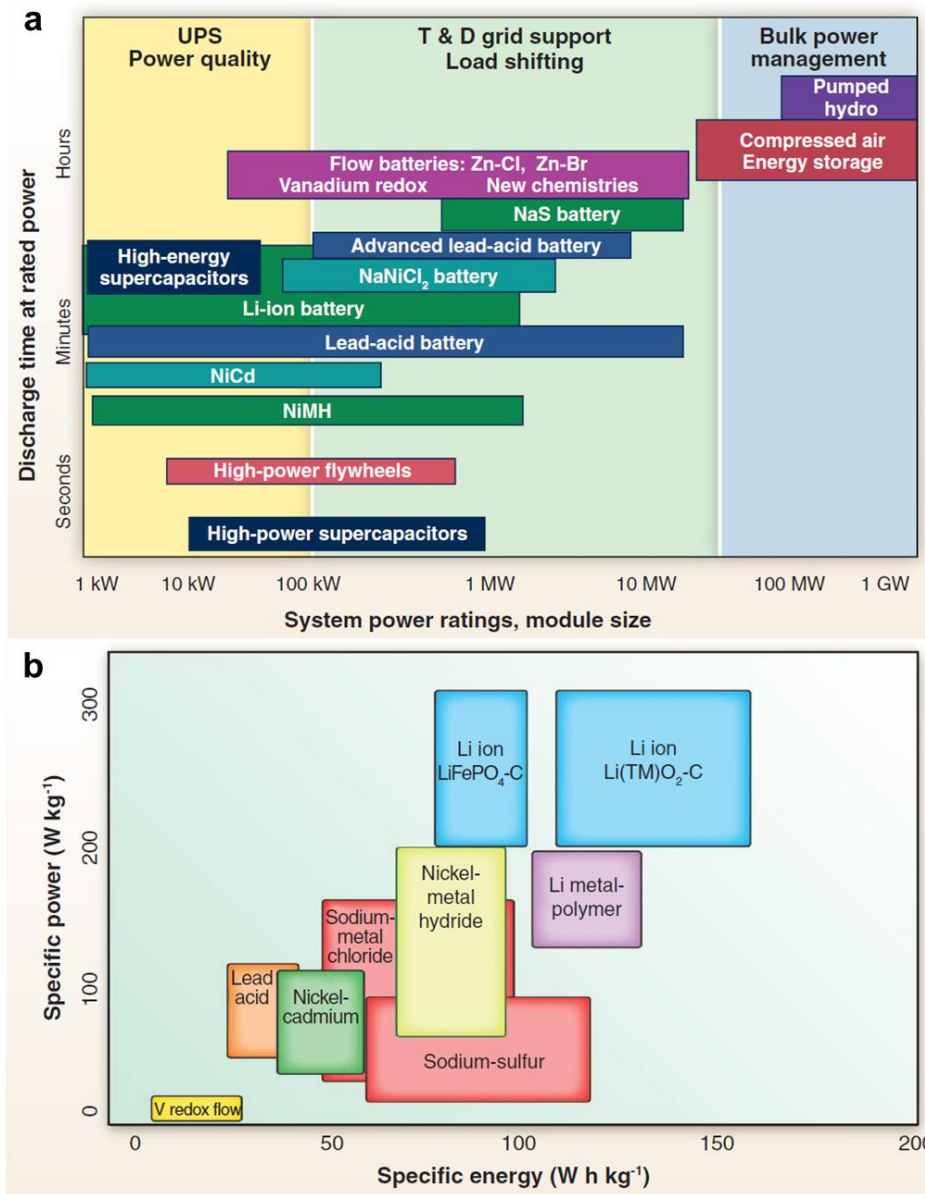 a
UPS
Power quality
T & D grid support
Load shifting
Bulk power
management
Pumped
hydro
Compressed air
Energy storage
Flow batteries: Zn-Cl, Zn-Br
Vanadium redox New chemistries
NaS battery
Advanced lead-acid battery
High-energy
supercapacitors
NaNiCl₂ battery
Li-ion battery
Lead-acid battery
NiCd
NiMH
High-power flywheels
High-power supercapacitors
Discharge time at rated power
Hours
Minutes
Seconds
1 kW 10 kW 100 kW 1 MW 10 MW 100 MW 1 GW
System power ratings, module size
b
Specific power (W kg⁻¹)
300
200
100
0
Li ion
LiFePO₄-C
Li ion
Li(TM)O₂-C
Nickel-
metal
hydride
Li metal-
polymer
Sodium-
metal
chloride
Lead
acid
Nickel-
cadmium
Sodium-sulfur
V redox flow
0 50 100 150 200
Specific energy (W h kg⁻¹)